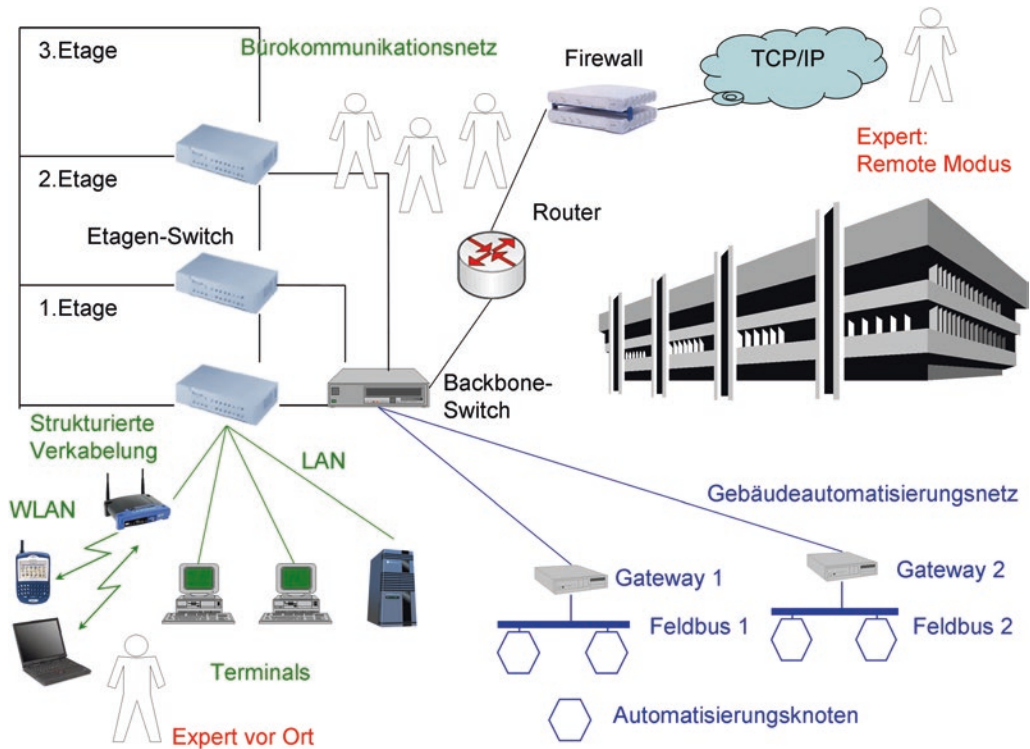 3.Etage
Bürokommunikationsnetz
Firewall
TCP/IP
Expert:
Remote Modus
2.Etage
Etagen-Switch
Router
1.Etage
Backbone-
Switch
Strukturierte
Verkabelung
LAN
WLAN
Gebäudeautomatisierungsnetz
Gateway 1
Gateway 2
Feldbus 1
Feldbus 2
Terminals
Automatisierungsknoten
Expert vor Ort